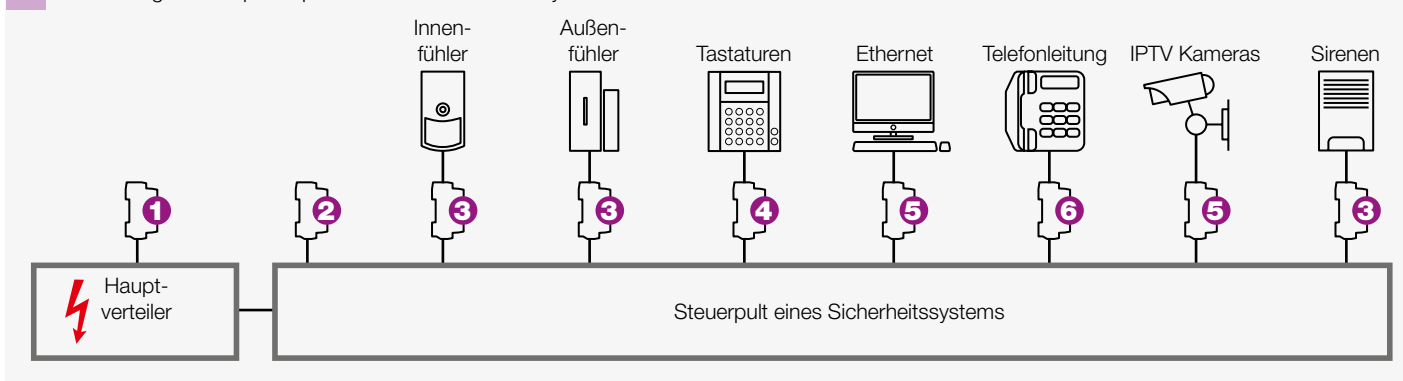 Innen-
fühler
Außen-
fühler
Tastaturen
Ethernet
Telefonleitung
IPTV Kameras
Sirenen
1
2
3
3
4
5
6
5
3
Haupt-
verteiler
Steuerpult eines Sicherheitssystems